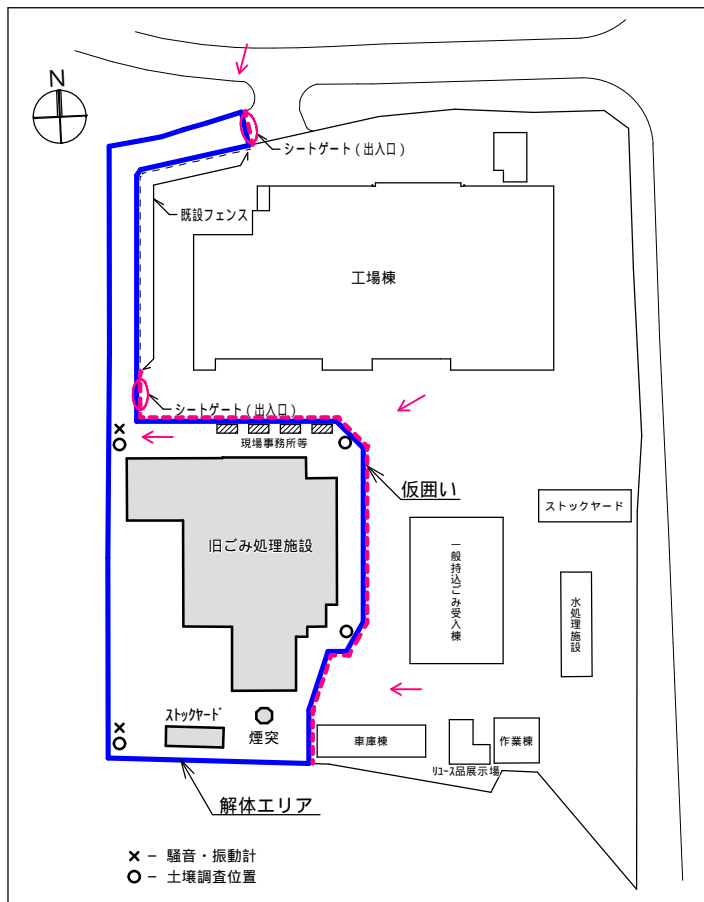 N
シートゲート(出入口)
既設フェンス
工場棟
シートゲート(出入口)
現場事務所等
仮囲い
ストックヤード
旧ごみ処理施設
一般持込ごみ受入棟
水処理施設
ストックヤード
煙突
車庫棟
作業棟
リユース品展示場
解体エリア
× − 騒音・振動計
○ − 土壌調査位置